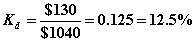 K_d = $130 / $1040 = 0.125 = 12.5%